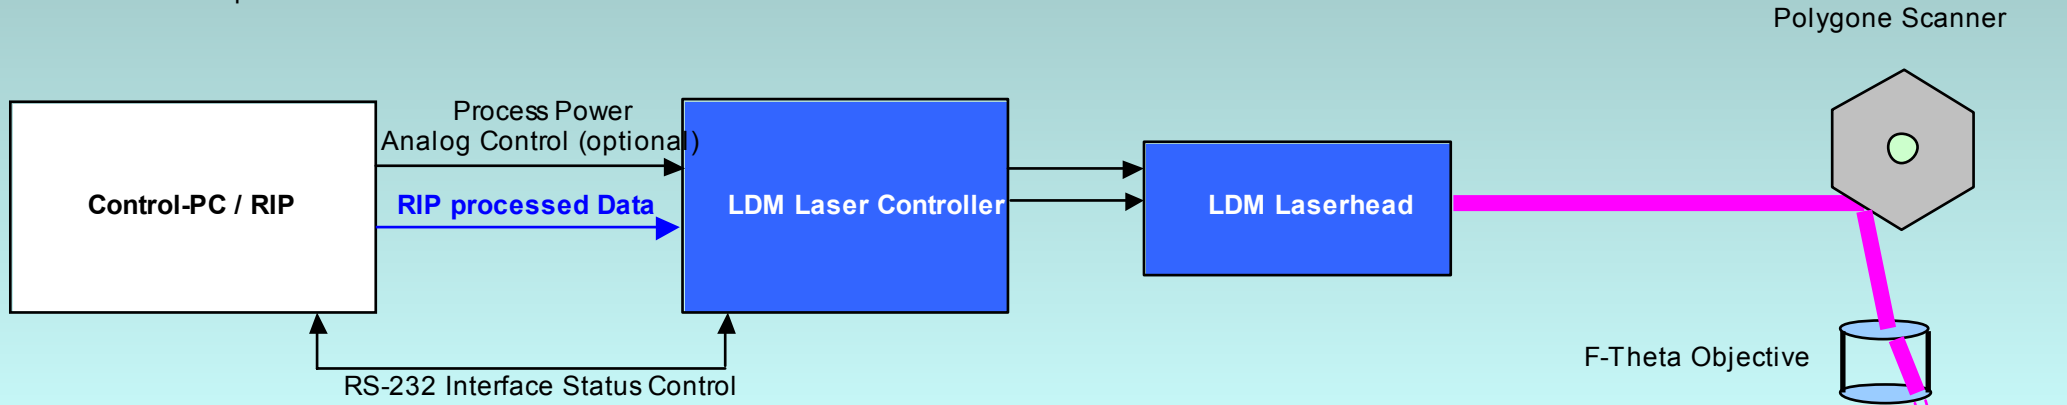 Polygone Scanner
Process Power
Analog Control (optional)
Control-PC / RIP
RIP processed Data
LDM Laser Controller
LDM Laserhead
F-Theta Objective
RS-232 Interface Status Control